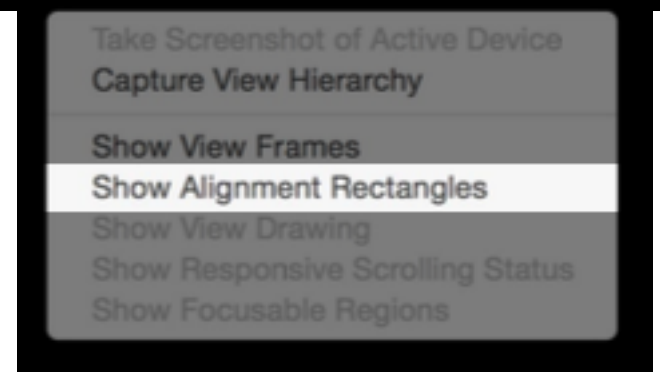 Take Screenshot of Active Device
Capture View Hierarchy
Show View Frames
Show Alignment Rectangles
Show View Drawing
Show Responsive Scrolling Status
Show Focusable Regions